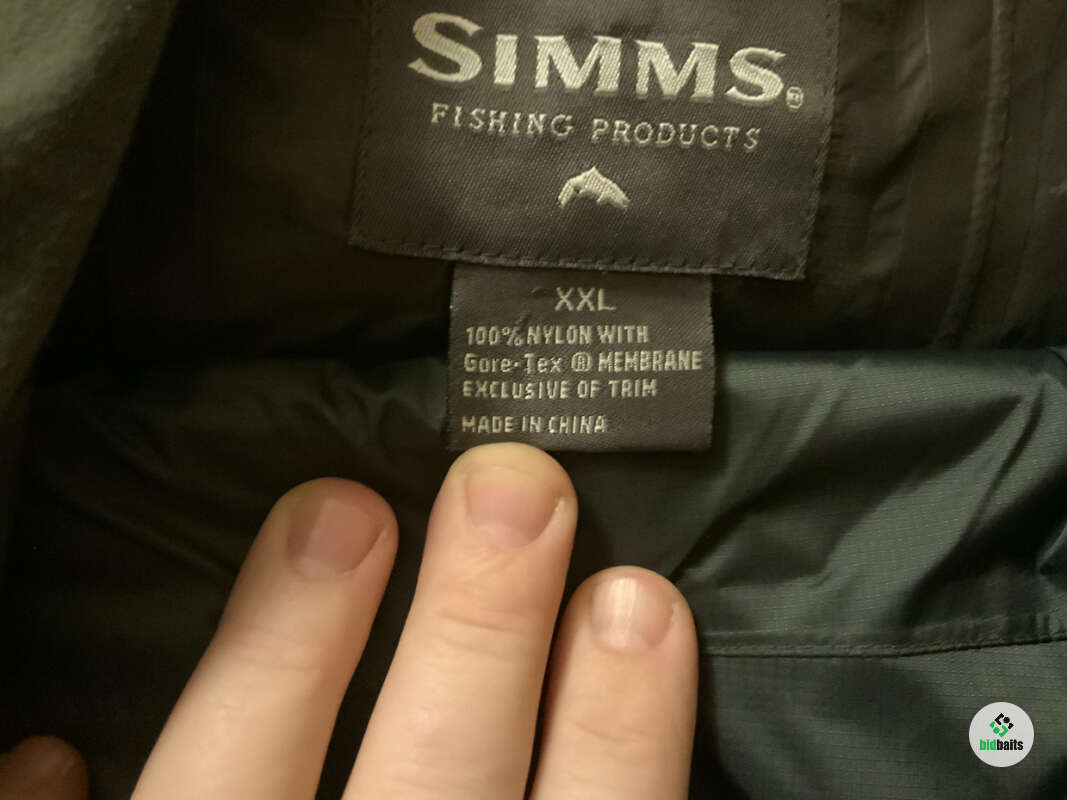 SIMMS®
FISHING PRODUCTS
XXL
100% NYLON WITH
Gore-Tex ® MEMBRANE
EXCLUSIVE OF TRIM
MADE IN CHINA
bidbaits